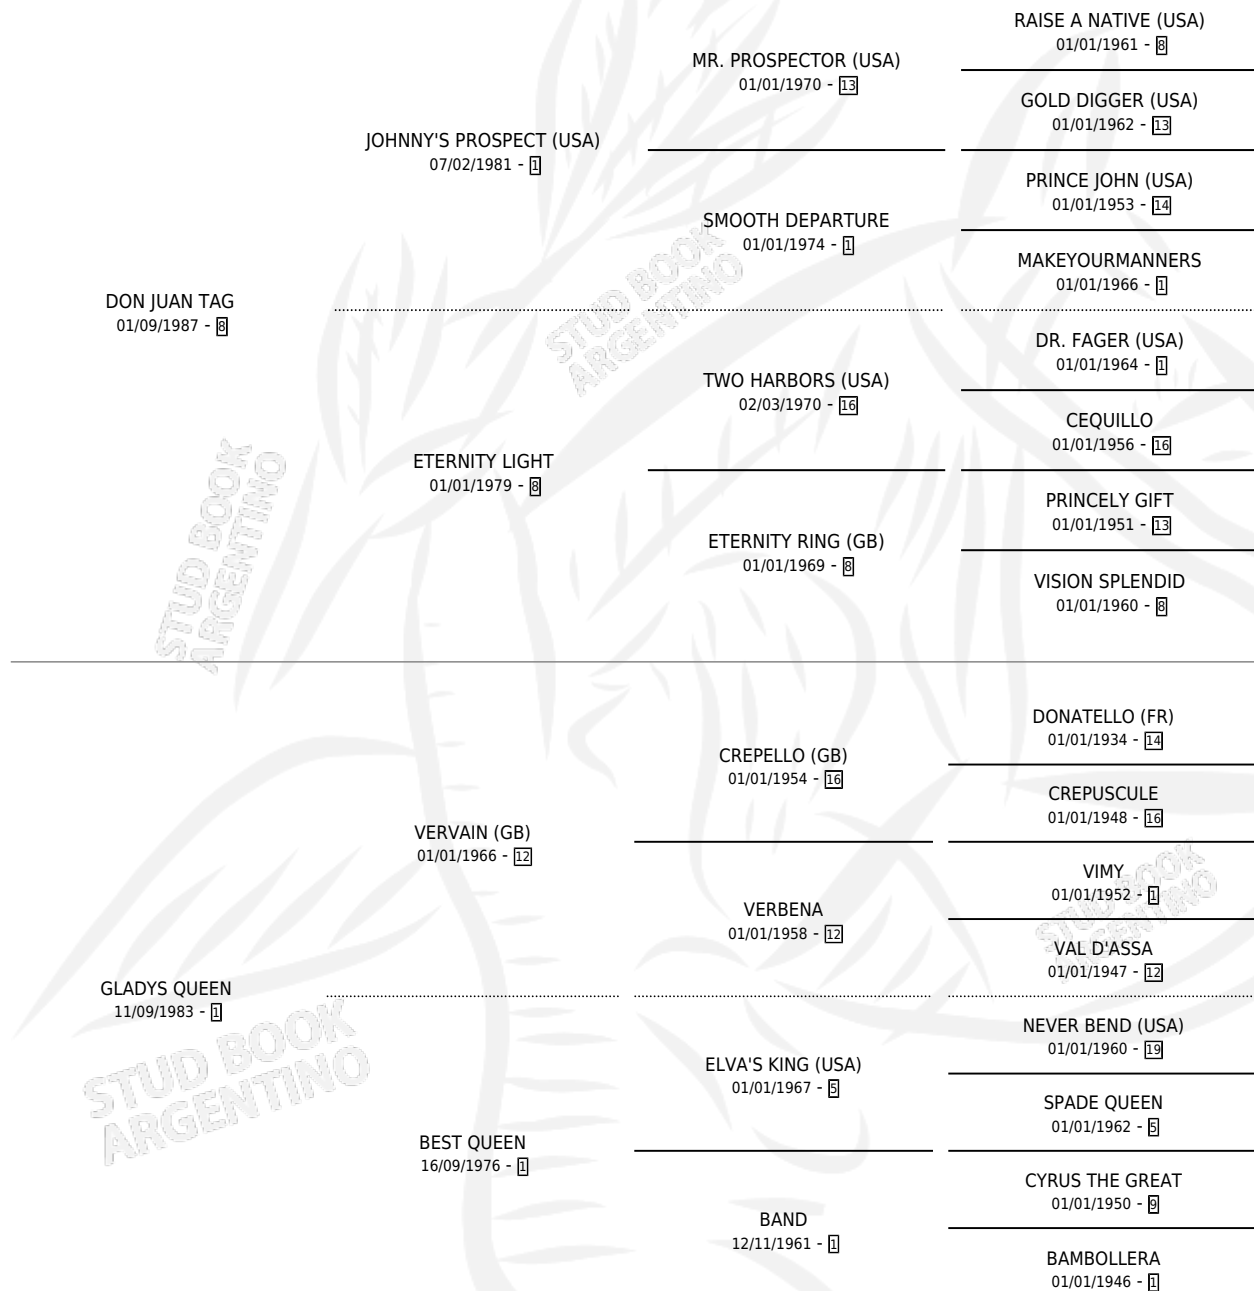 RAISE A NATIVE (USA)
01/01/1961 - 8
MR. PROSPECTOR (USA)
01/01/1970 - 13
GOLD DIGGER (USA)
01/01/1962 - 13
JOHNNY'S PROSPECT (USA)
07/02/1981 - 1
PRINCE JOHN (USA)
01/01/1953 - 14
SMOOTH DEPARTURE
01/01/1974 - 1
MAKEYOURMANNERS
01/01/1966 - 1
DON JUAN TAG
01/09/1987 - 8
DR. FAGER (USA)
01/01/1964 - 1
TWO HARBORS (USA)
02/03/1970 - 16
CEQUILLO
01/01/1956 - 16
ETERNITY LIGHT
01/01/1979 - 8
PRINCELY GIFT
01/01/1951 - 13
ETERNITY RING (GB)
01/01/1969 - 8
VISION SPLENDID
01/01/1960 - 8
DONATELLO (FR)
01/01/1934 - 14
CREPELLO (GB)
01/01/1954 - 16
CREPUSCULE
01/01/1948 - 16
VERVAIN (GB)
01/01/1966 - 12
VIMY
01/01/1952 - 1
VERBENA
01/01/1958 - 12
VAL D'ASSA
01/01/1947 - 12
GLADYS QUEEN
11/09/1983 - 1
NEVER BEND (USA)
01/01/1960 - 19
ELVA'S KING (USA)
01/01/1967 - 5
SPADE QUEEN
01/01/1962 - 5
BEST QUEEN
16/09/1976 - 1
CYRUS THE GREAT
01/01/1950 - 9
BAND
12/11/1961 - 1
BAMBOLLERA
01/01/1946 - 1
STUD BOOK
ARGENTINO
STUD BOOK
ARGENTINO
STUD BOOK
ARGENTINO
STUD BOOK
ARGENTINO